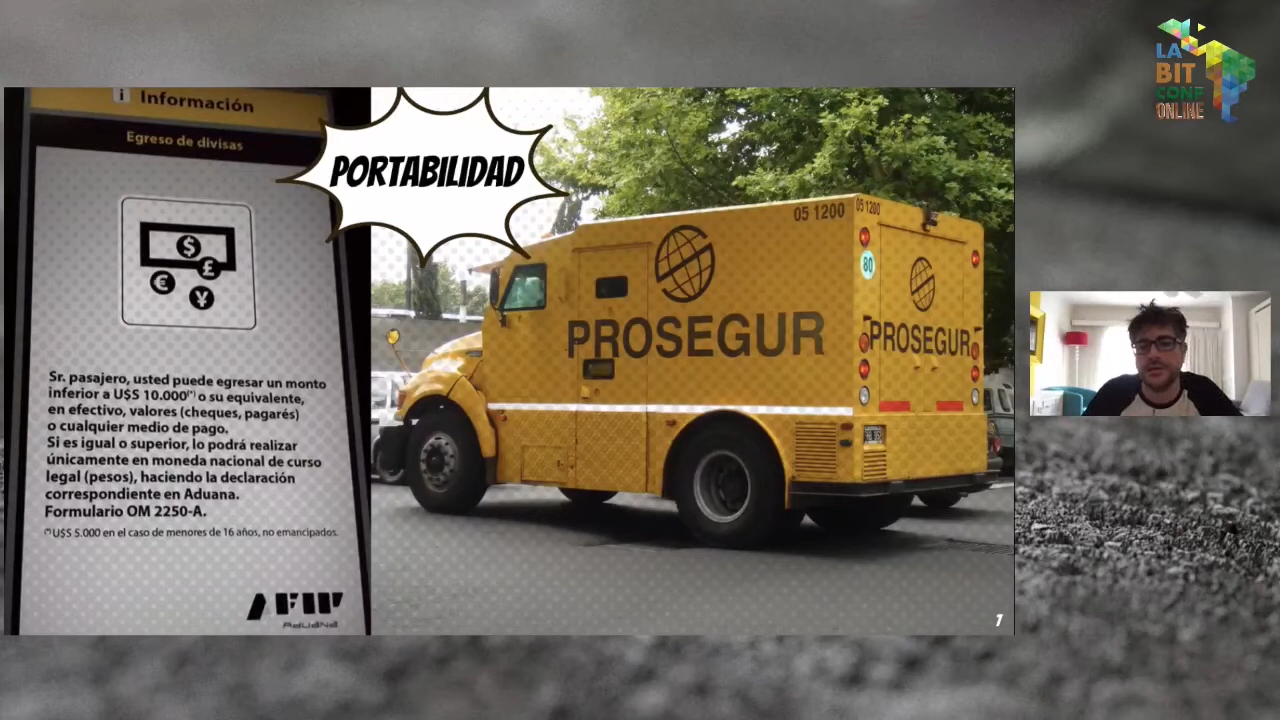 i Información
Egreso de divisas
$
£
€
¥
Sr. pasajero, usted puede egresar un monto
inferior a U$S 10.000(*) o su equivalente,
en efectivo, valores (cheques, pagarés)
o cualquier medio de pago.
Si es igual o superior, lo podrá realizar
únicamente en moneda nacional de curso
legal (pesos), haciendo la declaración
correspondiente en Aduana.
Formulario OM 2250-A.
(*) U$S 5.000 en el caso de menores de 16 años, no emancipados.
AFIP
ADUANA
PORTABILIDAD
05 1200
05 1200
80
PROSEGUR
PROSEGUR
7
LA
BIT
CONF
ONLINE